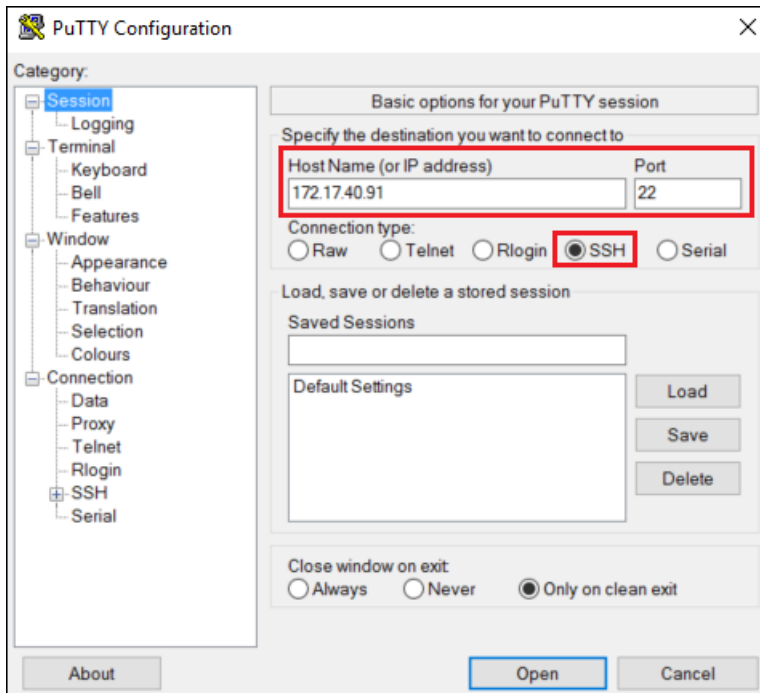 PuTTY Configuration
Category:
Session
Logging
Terminal
Keyboard
Bell
Features
Window
Appearance
Behaviour
Translation
Selection
Colours
Connection
Data
Proxy
Telnet
Rlogin
SSH
Serial
Basic options for your PuTTY session
Specify the destination you want to connect to
Host Name (or IP address) Port
172.17.40.91 22
Connection type:
Raw Telnet Rlogin SSH Serial
Load, save or delete a stored session
Saved Sessions
Default Settings
Load
Save
Delete
Close window on exit:
Always Never Only on clean exit
About Open Cancel